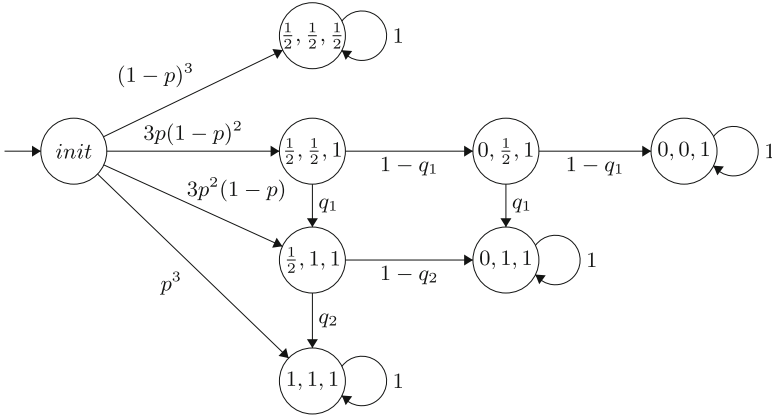 ½, ½, ½ 1
(1 − p)³
3p(1 − p)²
init ½, ½, 1 0, ½, 1 0, 0, 1 1
1 − q₁ 1 − q₁
3p²(1 − p)
q₁ q₁
½, 1, 1 0, 1, 1 1
1 − q₂
p³
q₂
1, 1, 1 1